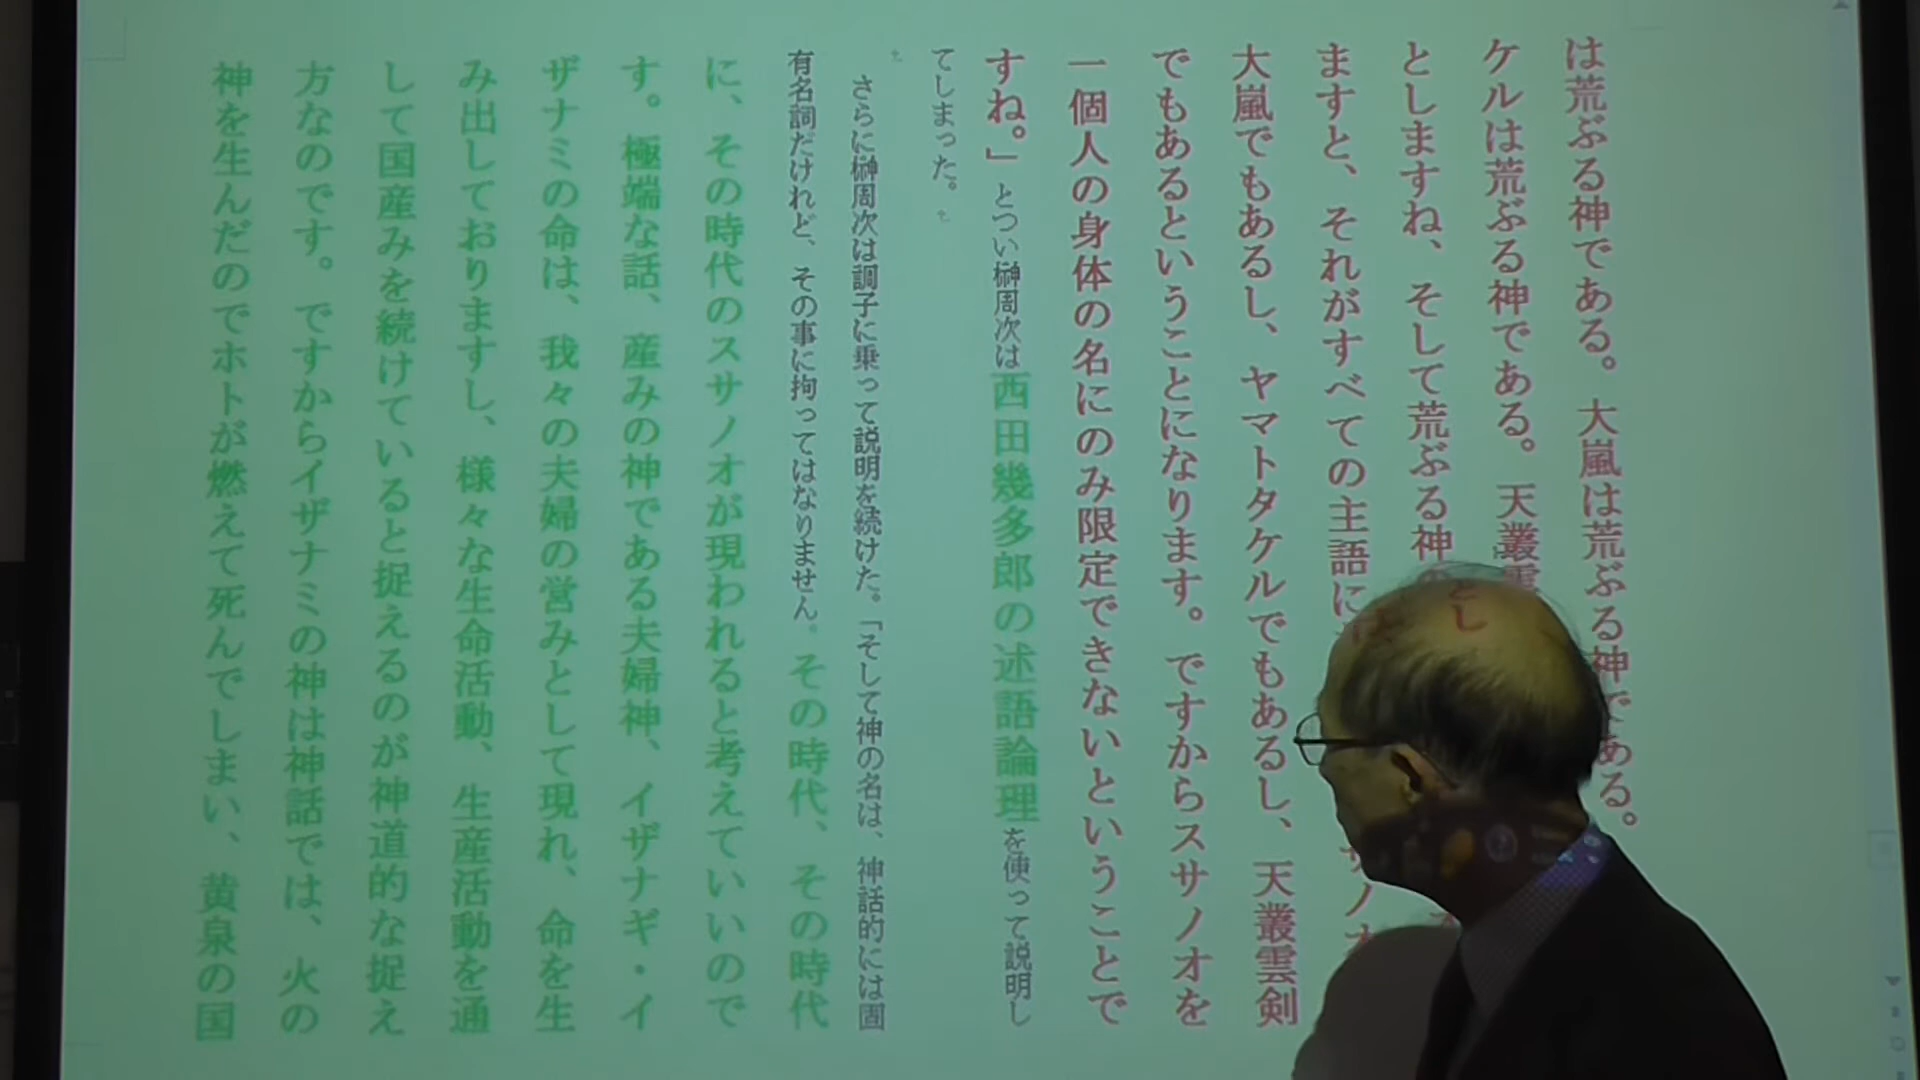 は荒ぶる神である。大嵐は荒ぶる神である。
ケルは荒ぶる神である。天叢雲
としますね、そして荒ぶる神
ますと、それがすべての主語に
大嵐でもあるし、ヤマトタケルでもあるし、天叢雲剣
でもあるということになります。ですからスサノオを
一個人の身体の名にのみ限定できないということで
すね。」とつい榊周次は西田幾多郎の述語論理を使って説明し
てしまった。
さらに榊周次は調子に乗って説明を続けた。「そして神の名は、神話的には固
有名詞だけれど、その事に拘ってはなりません。その時代、その時代
に、その時代のスサノオが現われると考えていいので
す。極端な話、産みの神である夫婦神、イザナギ・イ
ザナミの命は、我々の夫婦の営みとして現れ、命を生
み出しておりますし、様々な生命活動、生産活動を通
して国産みを続けていると捉えるのが神道的な捉え
方なのです。ですからイザナミの神は神話では、火の
神を生んだのでホトが燃えて死んでしまい、黄泉の国